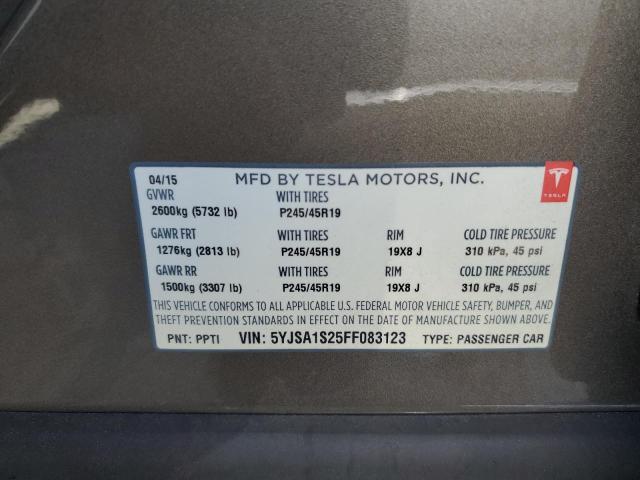 04/15 MFD BY TESLA MOTORS, INC.
GVWR WITH TIRES
TESLA
2600kg (5732 lb) P245/45R19
GAWR FRT WITH TIRES RIM COLD TIRE PRESSURE
1276kg (2813 lb) P245/45R19 19X8 J 310 kPa, 45 psi
GAWR RR WITH TIRES RIM COLD TIRE PRESSURE
1500kg (3307 lb) P245/45R19 19X8 J 310 kPa, 45 psi
THIS VEHICLE CONFORMS TO ALL APPLICABLE U.S. FEDERAL MOTOR VEHICLE SAFETY, BUMPER, AND
THEFT PREVENTION STANDARDS IN EFFECT ON THE DATE OF MANUFACTURE SHOWN ABOVE.
PNT: PPTI VIN: 5YJSA1S25FF083123 TYPE: PASSENGER CAR